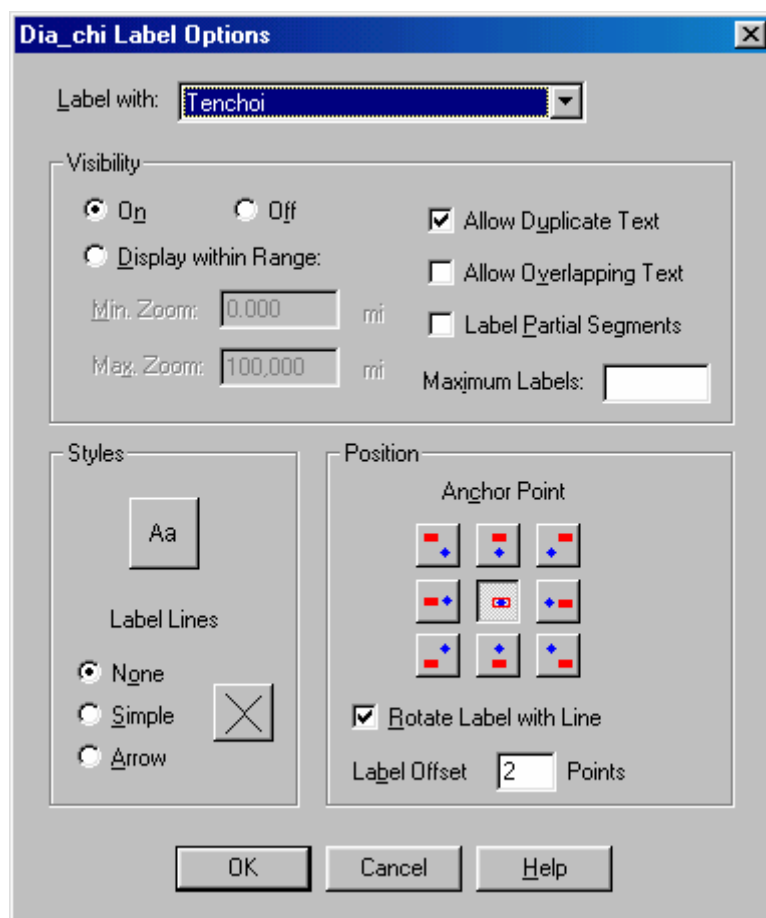 Dia_chi Label Options
Label with: Tenchoi
Visibility
On Off
Display within Range:
Min. Zoom: 0.000 mi
Max. Zoom: 100,000 mi
Allow Duplicate Text
Allow Overlapping Text
Label Partial Segments
Maximum Labels:
Styles
Aa
Label Lines
None
Simple
Arrow
Position
Anchor Point
Rotate Label with Line
Label Offset 2 Points
OK Cancel Help